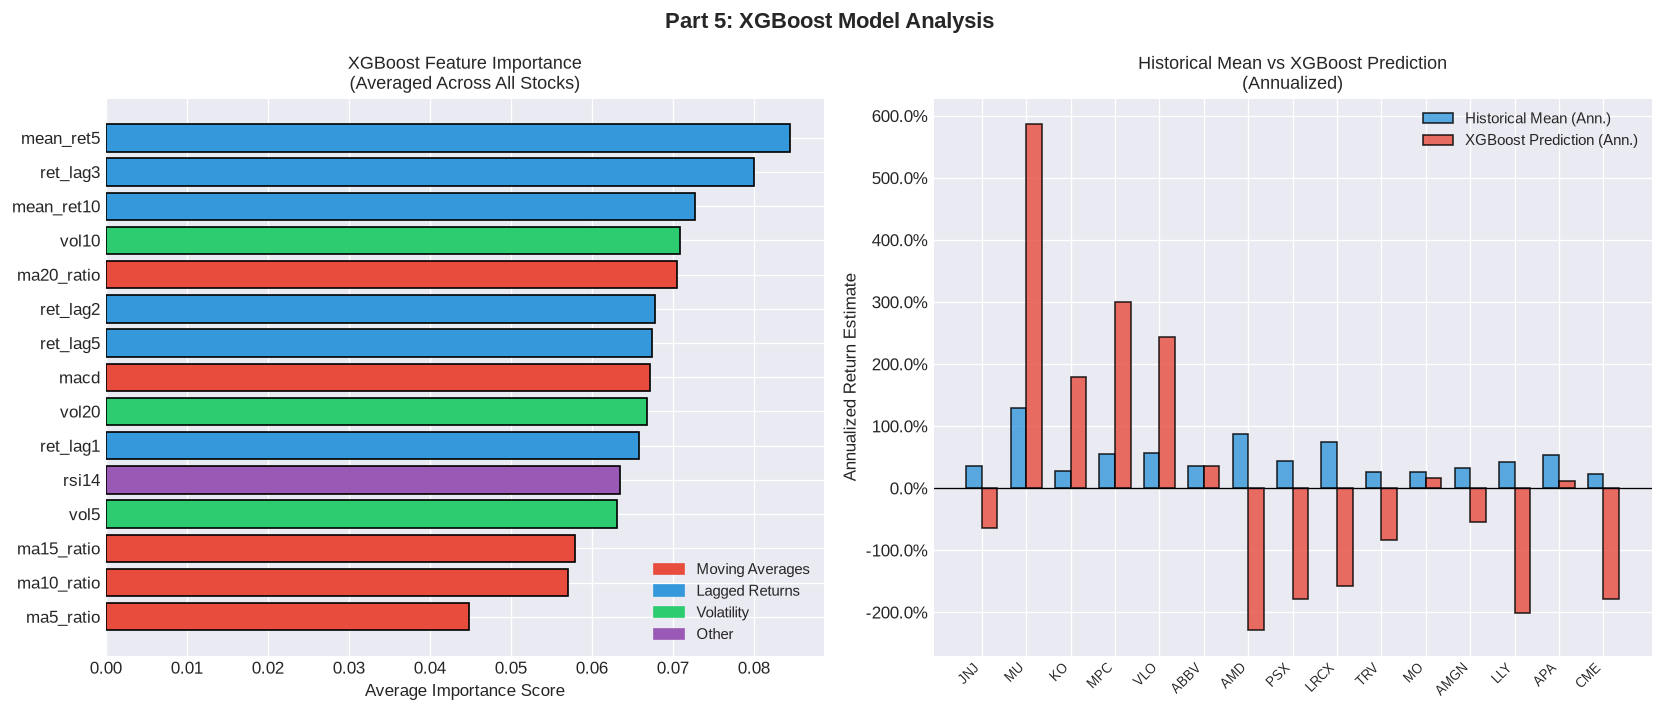 Part 5: XGBoost Model Analysis
XGBoost Feature Importance
(Averaged Across All Stocks)
mean_ret5
ret_lag3
mean_ret10
vol10
ma20_ratio
ret_lag2
ret_lag5
macd
vol20
ret_lag1
rsi14
vol5
ma15_ratio
ma10_ratio
ma5_ratio
Moving Averages
Lagged Returns
Volatility
Other
0.00 0.01 0.02 0.03 0.04 0.05 0.06 0.07 0.08
Average Importance Score
Historical Mean vs XGBoost Prediction
(Annualized)
Historical Mean (Ann.)
XGBoost Prediction (Ann.)
Annualized Return Estimate
600.0%
500.0%
400.0%
300.0%
200.0%
100.0%
0.0%
-100.0%
-200.0%
JNJ MU KO MPC VLO ABBV AMD PSX LRCX TRV MO AMGN LLY APA CME